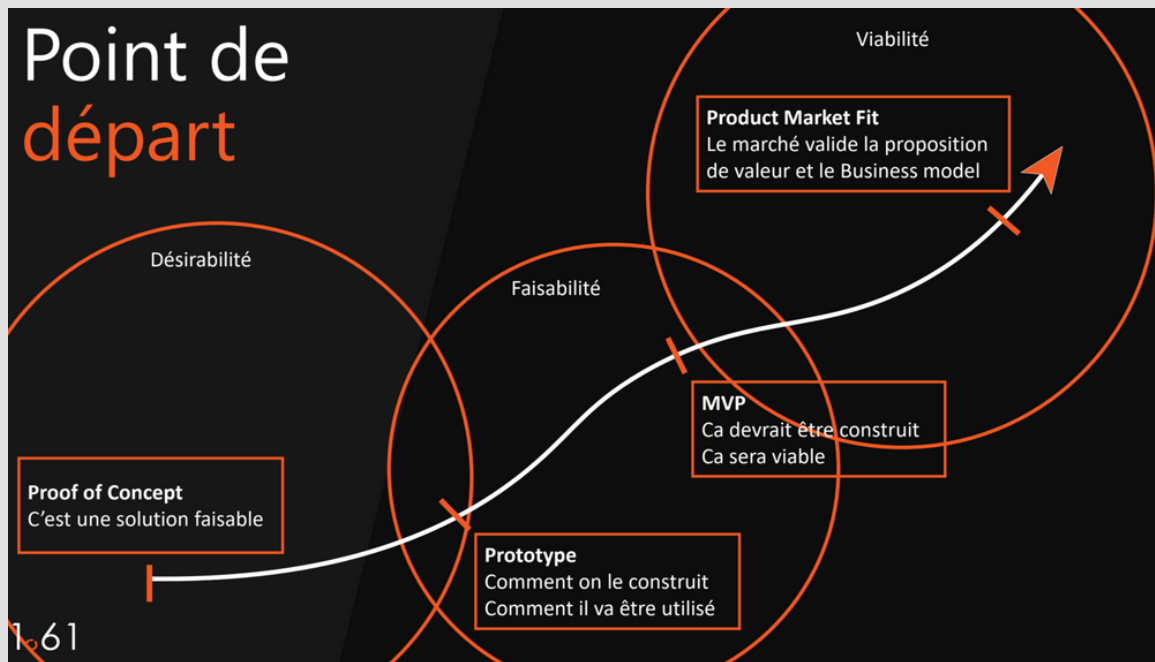 Point de
départ
Désirabilité
Faisabilité
Viabilité
Proof of Concept
C'est une solution faisable
Prototype
Comment on le construit
Comment il va être utilisé
MVP
Ca devrait être construit
Ca sera viable
Product Market Fit
Le marché valide la proposition
de valeur et le Business model
1.61